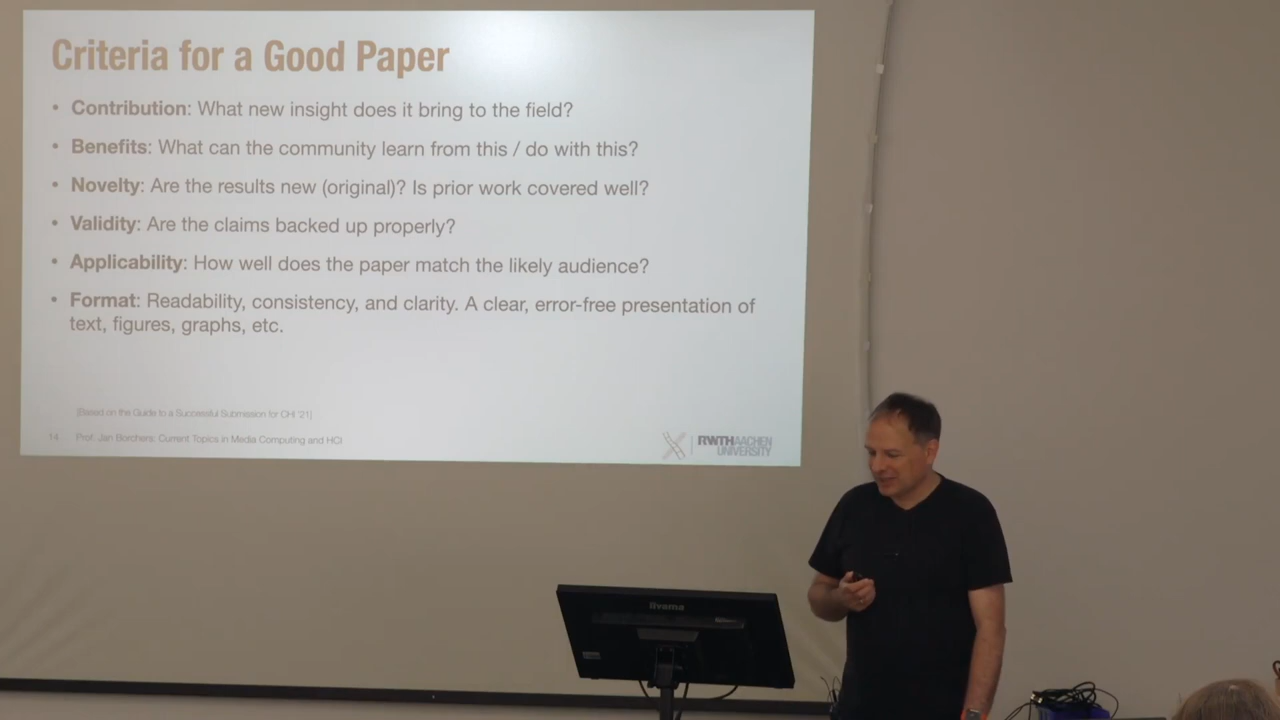 Criteria for a Good Paper
• Contribution: What new insight does it bring to the field?
• Benefits: What can the community learn from this / do with this?
• Novelty: Are the results new (original)? Is prior work covered well?
• Validity: Are the claims backed up properly?
• Applicability: How well does the paper match the likely audience?
• Format: Readability, consistency, and clarity. A clear, error-free presentation of
text, figures, graphs, etc.
[Based on the Guide to a Successful Submission for CHI '21]
14 Prof. Jan Borchers: Current Topics in Media Computing and HCI
RWTHAACHEN
UNIVERSITY
iiyama